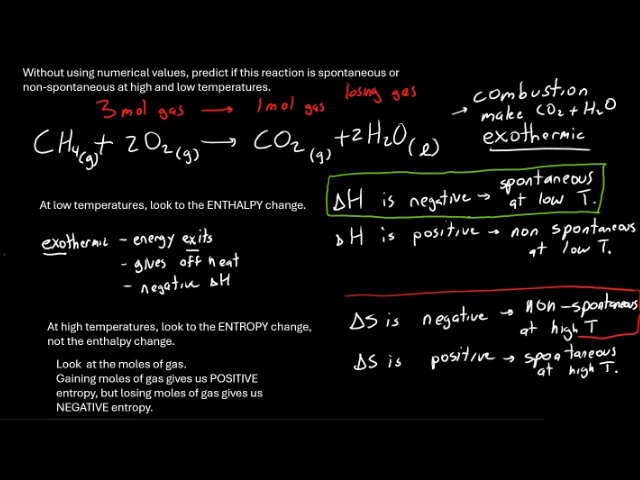 Without using numerical values, predict if this reaction is spontaneous or
non-spontaneous at high and low temperatures.
3 mol gas → 1 mol gas losing gas
CH₄(g) + 2O₂(g) → CO₂(g) + 2H₂O(l)
→ combustion
make CO₂ + H₂O
exothermic
At low temperatures, look to the ENTHALPY change.
exothermic - energy exits
- gives off heat
- negative ΔH
ΔH is negative → spontaneous
at low T.
ΔH is positive → non spontaneous
at low T.
At high temperatures, look to the ENTROPY change,
not the enthalpy change.
Look at the moles of gas.
Gaining moles of gas gives us POSITIVE
entropy, but losing moles of gas gives us
NEGATIVE entropy.
ΔS is negative → non-spontaneous
at high T
ΔS is positive → spontaneous
at high T.